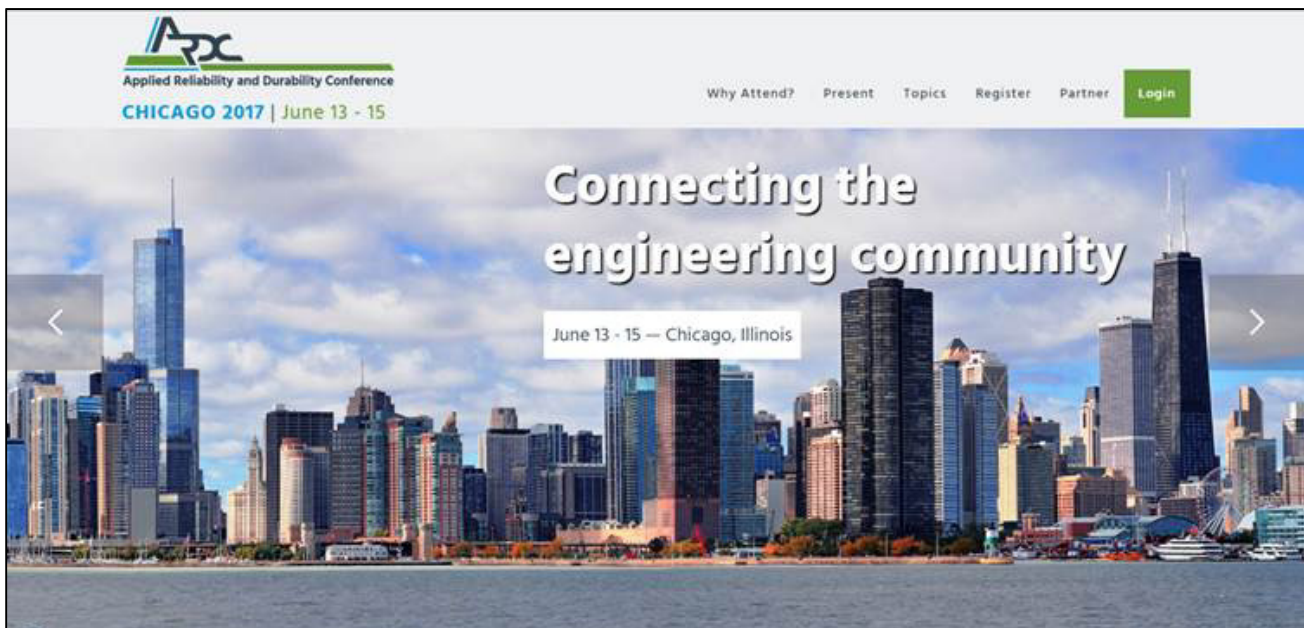 ARDC
Applied Reliability and Durability Conference
CHICAGO 2017 | June 13 - 15
Why Attend? Present Topics Register Partner Login
Connecting the
engineering community
June 13 - 15 — Chicago, Illinois